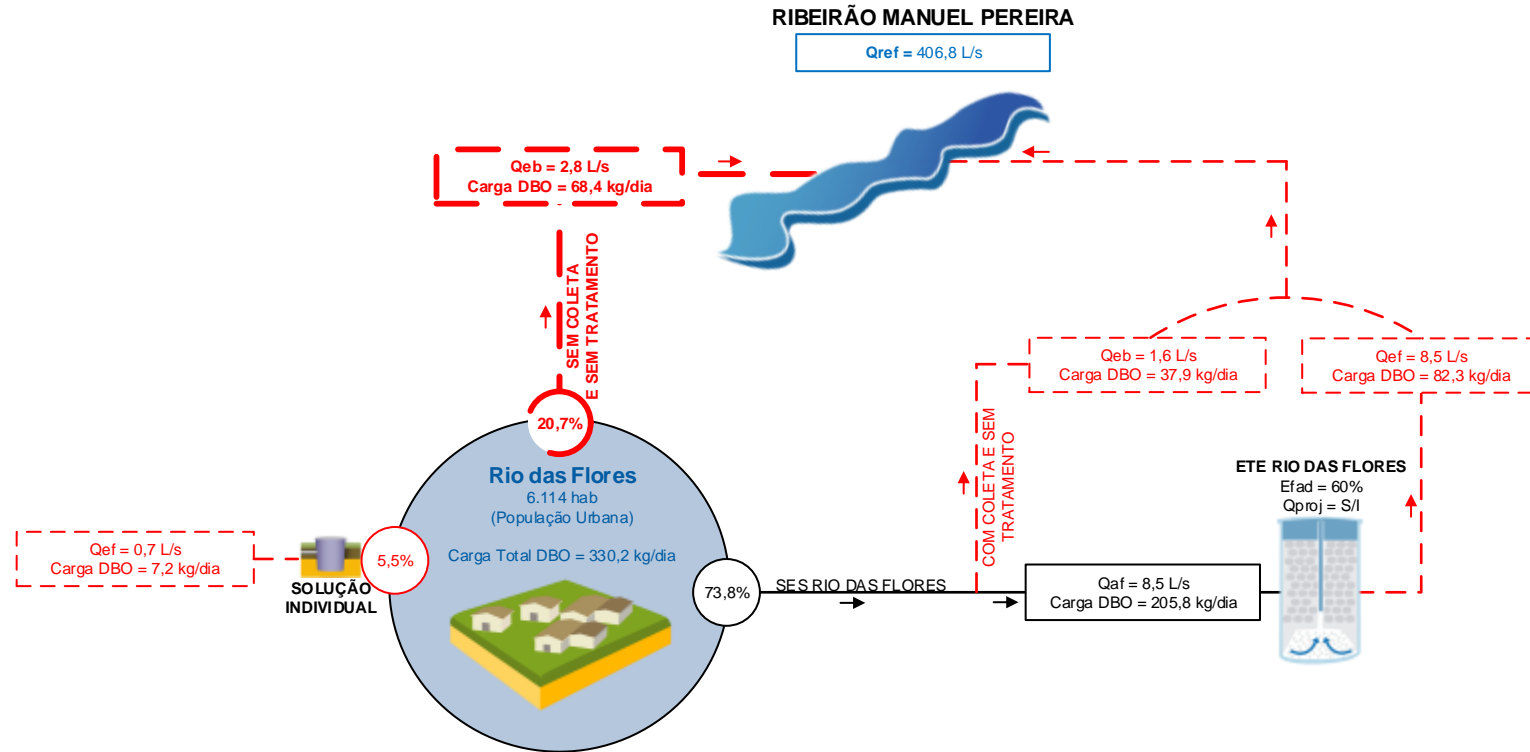 RIBEIRÃO MANUEL PEREIRA
Qref = 406,8 L/s
Qeb = 2,8 L/s
Carga DBO = 68,4 kg/dia
SEM COLETA
E SEM TRATAMENTO
20,7%
Rio das Flores
6.114 hab
(População Urbana)
Carga Total DBO = 330,2 kg/dia
Qef = 0,7 L/s
Carga DBO = 7,2 kg/dia
SOLUÇÃO
INDIVIDUAL
5,5%
73,8%
SES RIO DAS FLORES
COM COLETA E SEM
TRATAMENTO
Qeb = 1,6 L/s
Carga DBO = 37,9 kg/dia
Qef = 8,5 L/s
Carga DBO = 82,3 kg/dia
Qaf = 8,5 L/s
Carga DBO = 205,8 kg/dia
ETE RIO DAS FLORES
Efad = 60%
Qproj = S/I